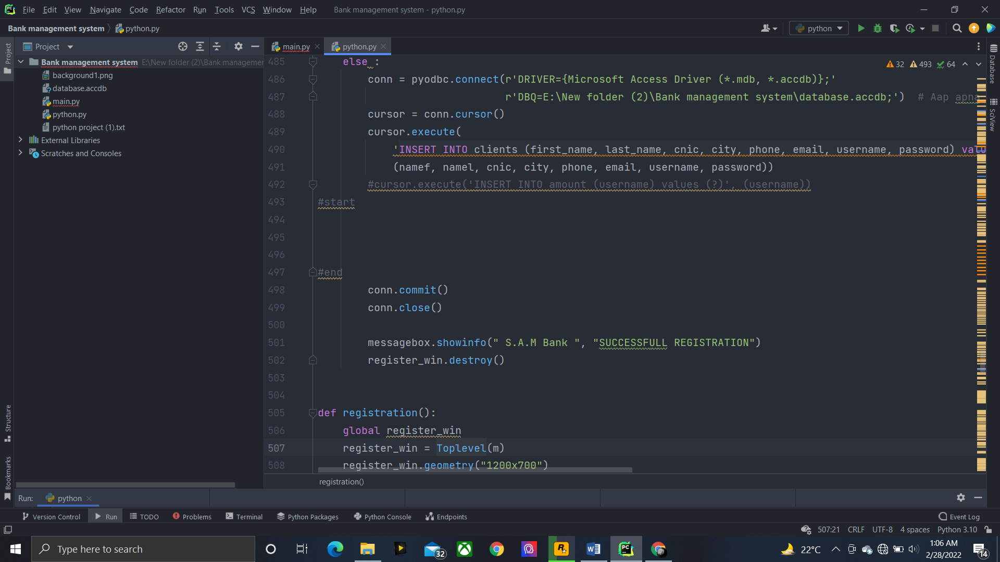 File Edit View Navigate Code Refactor Run Tools VCS Window Help Bank management system - python.py
Bank management system python.py python
Project main.py python.py
Bank management system E:\New folder (2)\Bank managemen
background1.png
database.accdb
main.py
python.py
python project (1).txt
External Libraries
Scratches and Consoles
Project
Structure
Bookmarks
32 493 64
485 else :
486 conn = pyodbc.connect(r'DRIVER={Microsoft Access Driver (*.mdb, *.accdb)};'
487 r'DBQ=E:\New folder (2)\Bank management system\database.accdb;') # Aap apna
488 cursor = conn.cursor()
489 cursor.execute(
490 'INSERT INTO clients (first_name, last_name, cnic, city, phone, email, username, password) valu
491 (namef, namel, cnic, city, phone, email, username, password))
492 #cursor.execute('INSERT INTO amount (username) values (?)', (username))
493 #start
494
495
496
497 #end
498 conn.commit()
499 conn.close()
500
501 messagebox.showinfo(" S.A.M Bank ", "SUCCESSFULL REGISTRATION")
502 register_win.destroy()
503
504
505 def registration():
506 global register_win
507 register_win = Toplevel(m)
508 register_win.geometry("1200x700")
registration()
Database
SciView
Run: python
Version Control Run TODO Problems Terminal Python Packages Python Console Endpoints Event Log
507:21 CRLF UTF-8 4 spaces Python 3.10
Type here to search 32 22°C 1:06 AM
2/28/2022 14